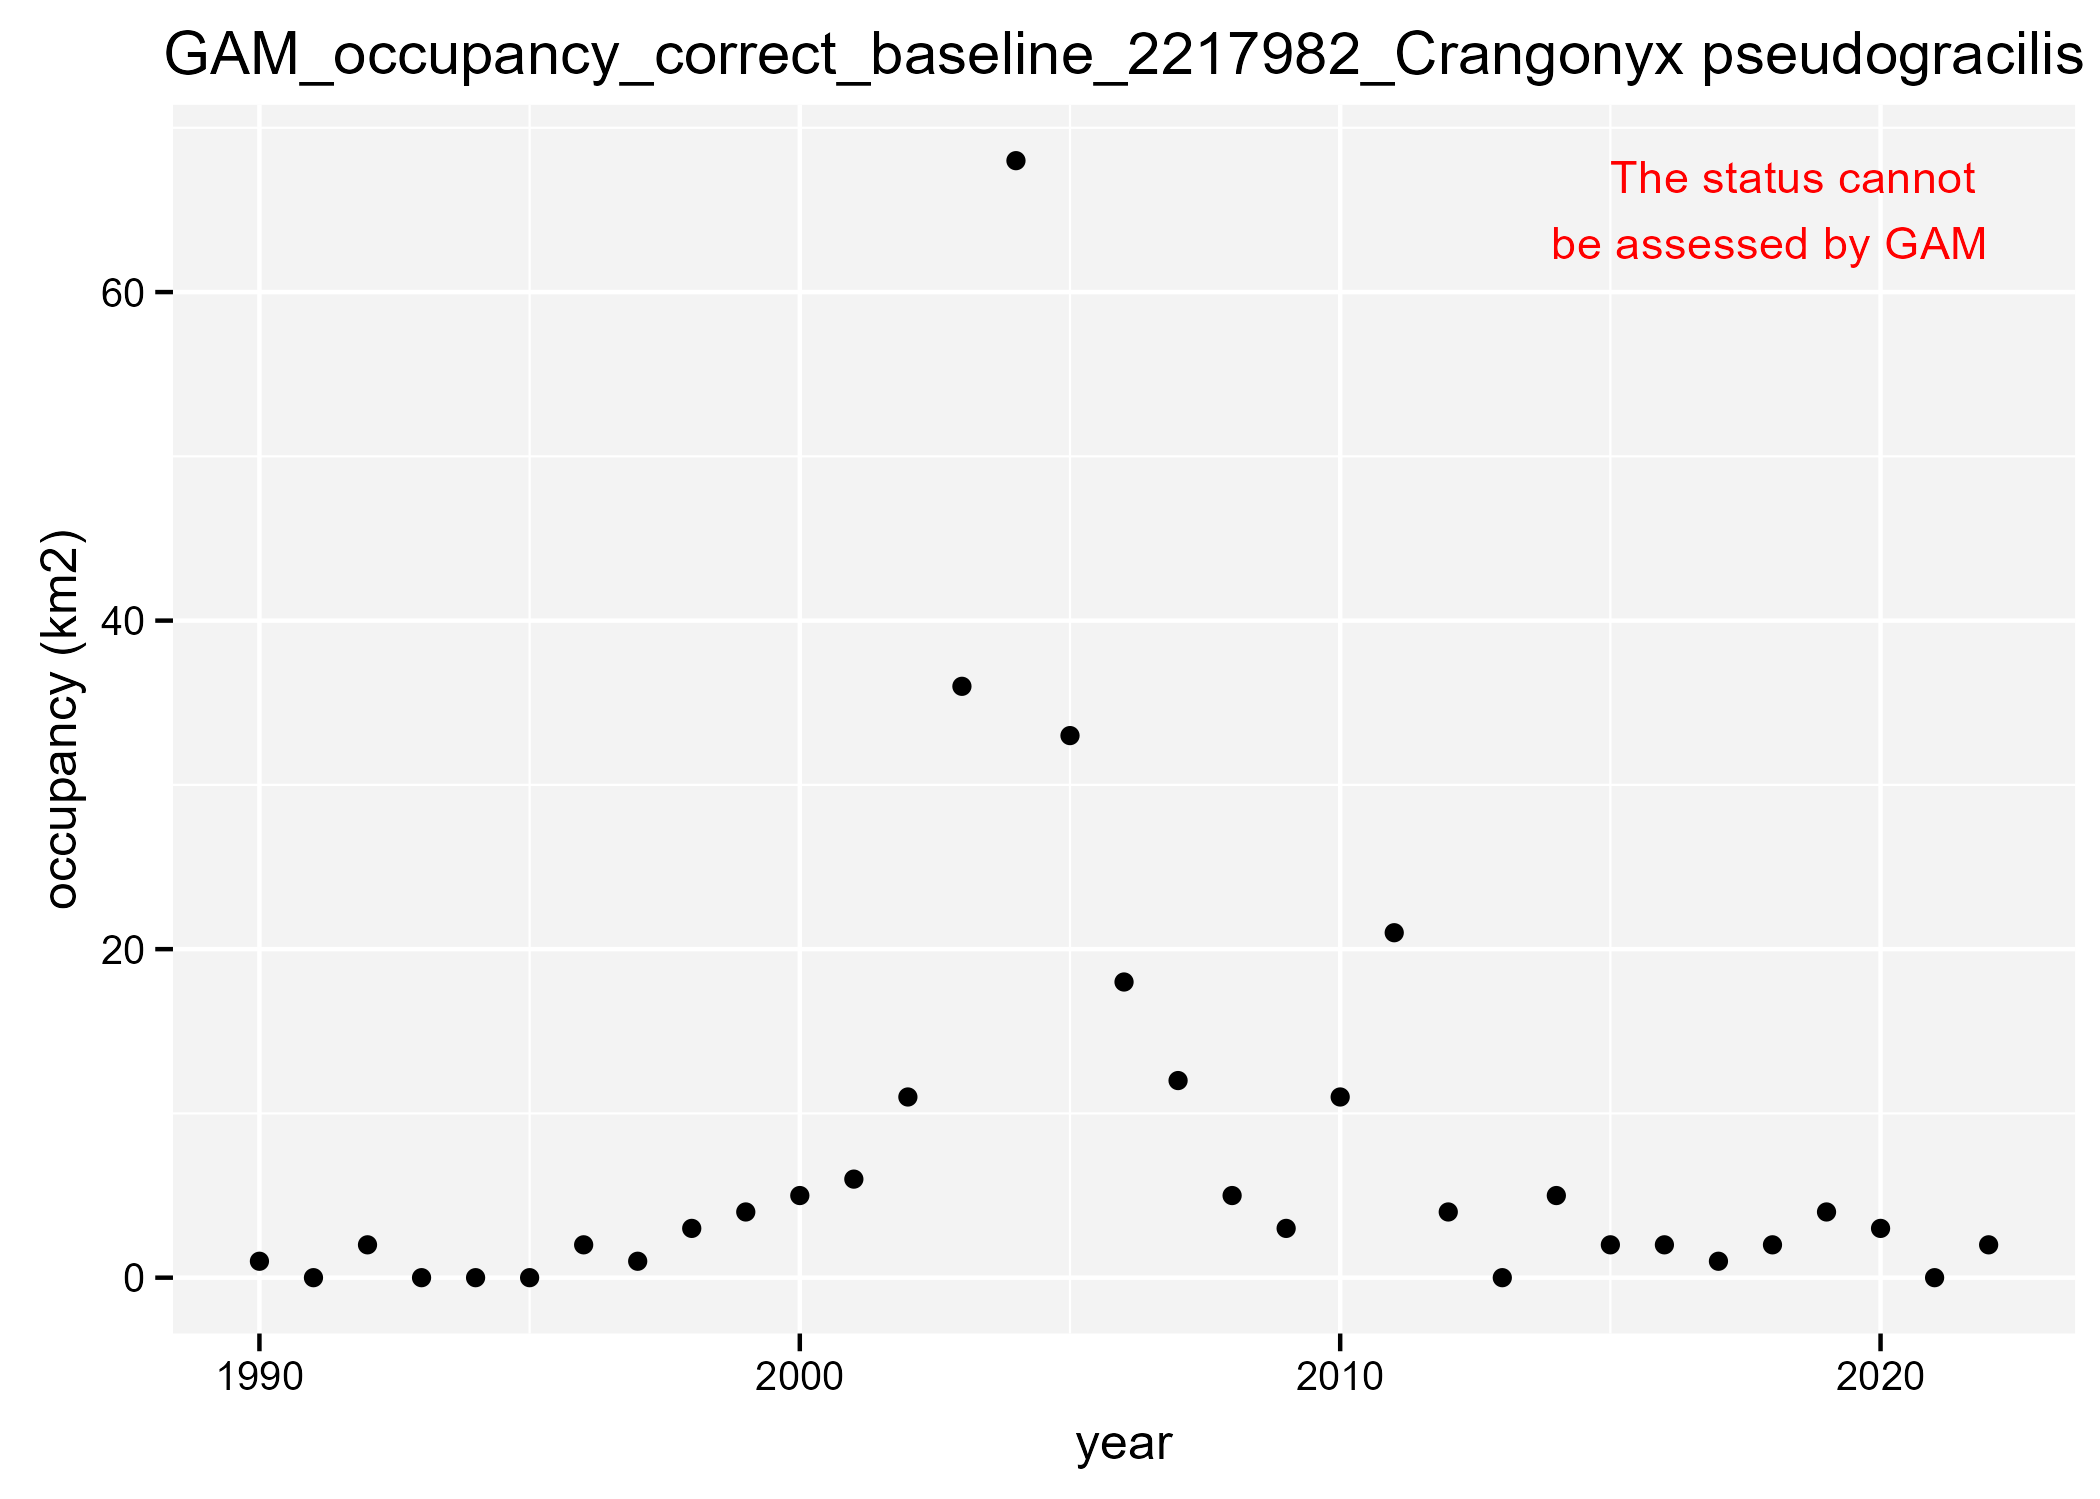 GAM_occupancy_correct_baseline_2217982_Crangonyx pseudogracilis
The status cannot
be assessed by GAM
occupancy (km2)
60
40
20
0
1990 2000 2010 2020
year